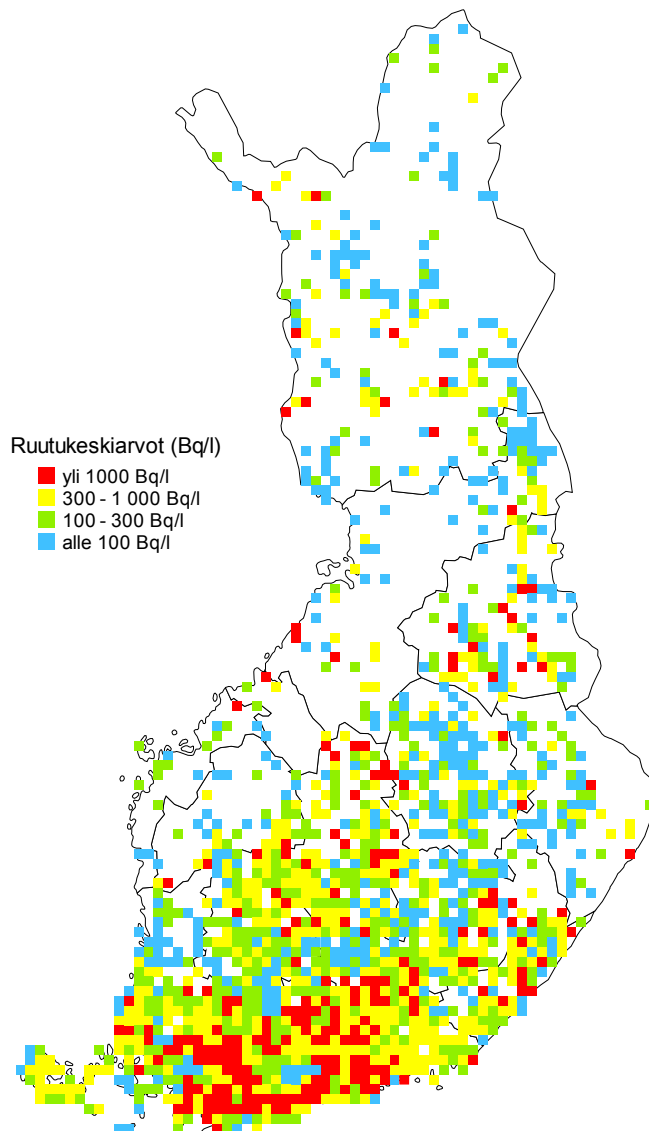 Ruutukeskiarvot (Bq/l)
yli 1000 Bq/l
300 - 1 000 Bq/l
100 - 300 Bq/l
alle 100 Bq/l